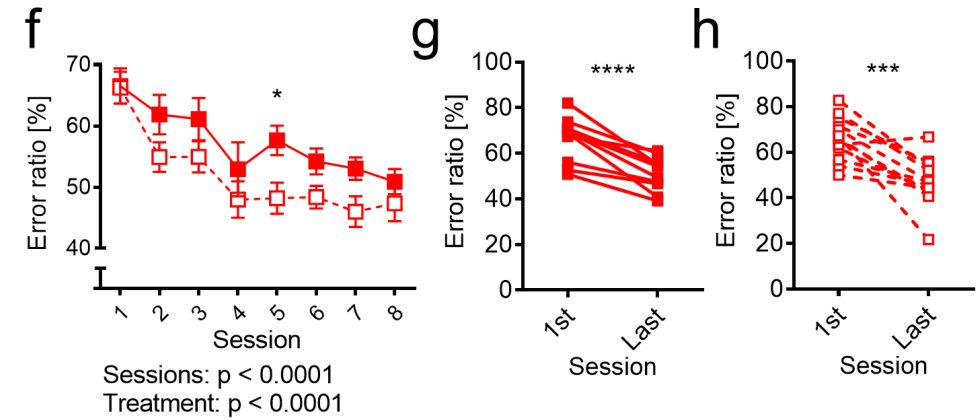 f
70
60
50
40
Error ratio [%]
*
1 2 3 4 5 6 7 8
Session
Sessions: p < 0.0001
Treatment: p < 0.0001
g
100
80
60
40
20
0
Error ratio [%]
****
1st Last
Session
h
100
80
60
40
20
0
Error ratio [%]
***
1st Last
Session